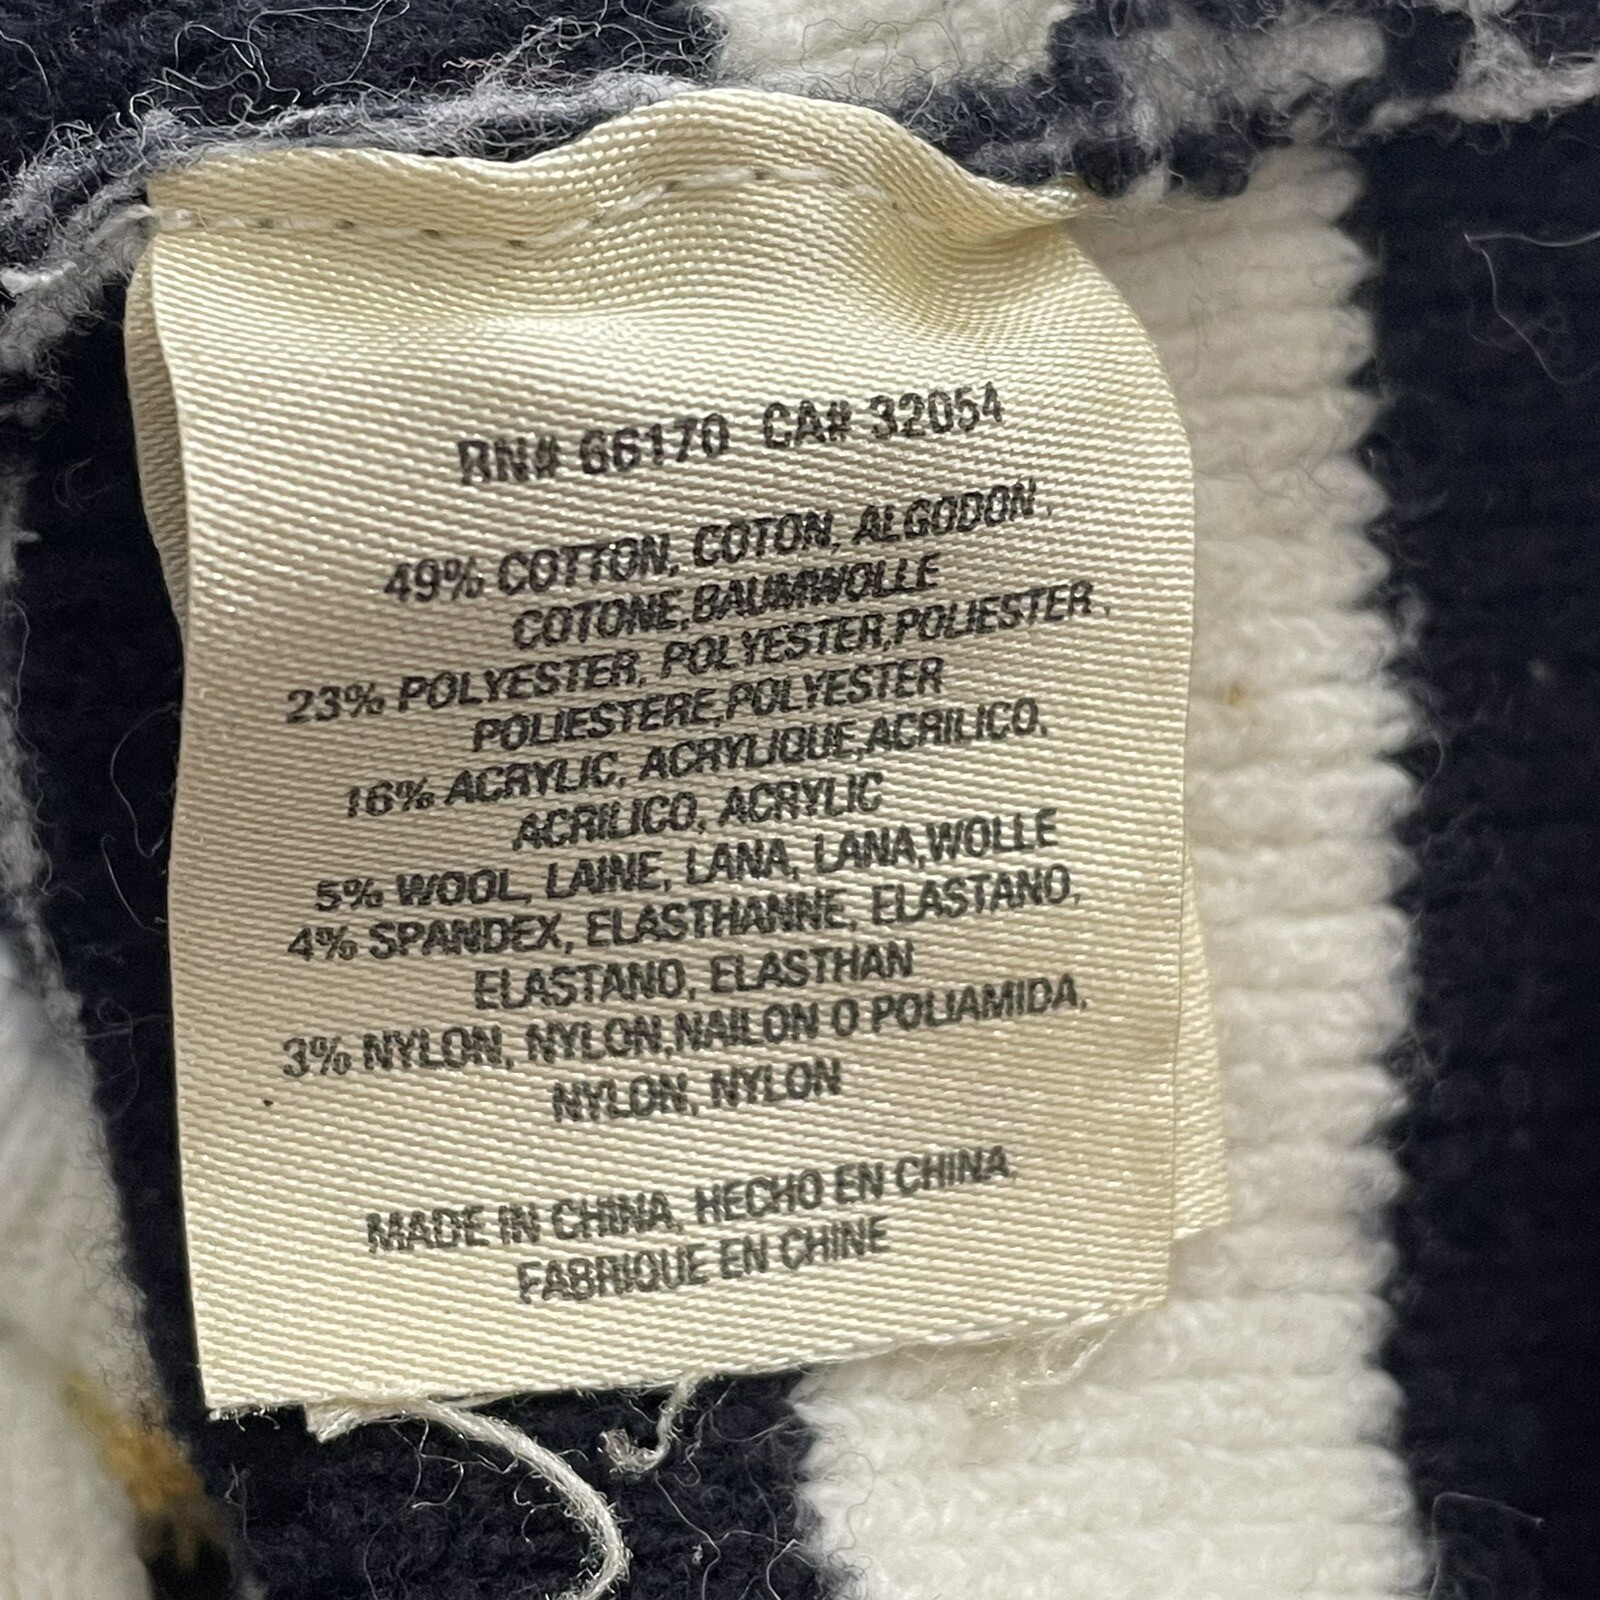 RN# 66170 CA# 32054
49% COTTON, COTON, ALGODON,
COTONE,BAUMWOLLE
23% POLYESTER, POLYESTER,POLIESTER,
POLIESTERE,POLYESTER
16% ACRYLIC, ACRYLIQUE,ACRILICO,
ACRILICO, ACRYLIC
5% WOOL, LAINE, LANA, LANA,WOLLE
4% SPANDEX, ELASTHANNE, ELASTANO,
ELASTANO, ELASTHAN
3% NYLON, NYLON,NAILON O POLIAMIDA,
NYLON, NYLON
MADE IN CHINA, HECHO EN CHINA,
FABRIQUE EN CHINE